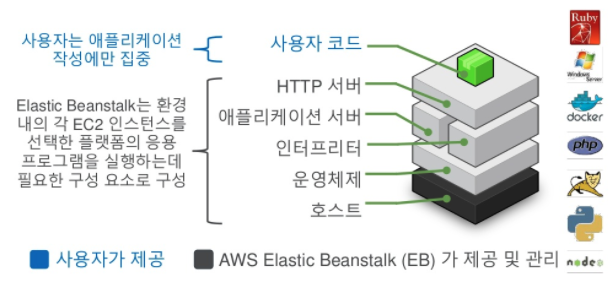 사용자는 애플리케이션
작성에만 집중
사용자 코드
Elastic Beanstalk는 환경
내의 각 EC2 인스턴스를
선택한 플랫폼의 응용
프로그램을 실행하는데
필요한 구성 요소로 구성
HTTP 서버
애플리케이션 서버
인터프리터
운영체제
호스트
Ruby
Windows
Server
docker
php
node
사용자가 제공
AWS Elastic Beanstalk (EB) 가 제공 및 관리